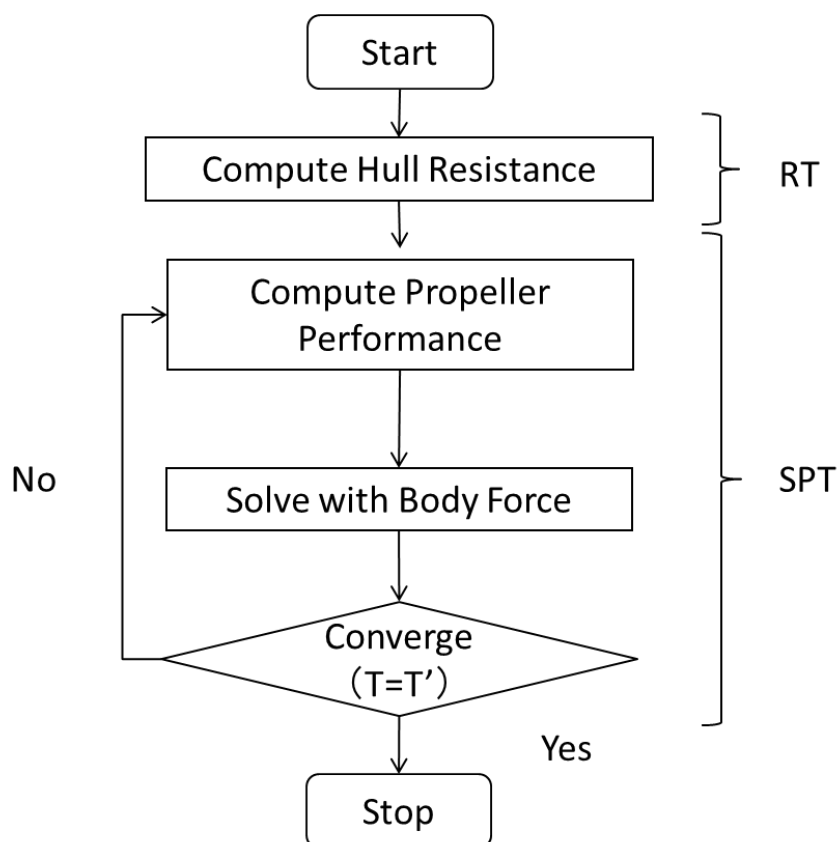 Start
Compute Hull Resistance
RT
Compute Propeller
Performance
No
SPT
Solve with Body Force
Converge
（T=T’）
Yes
Stop